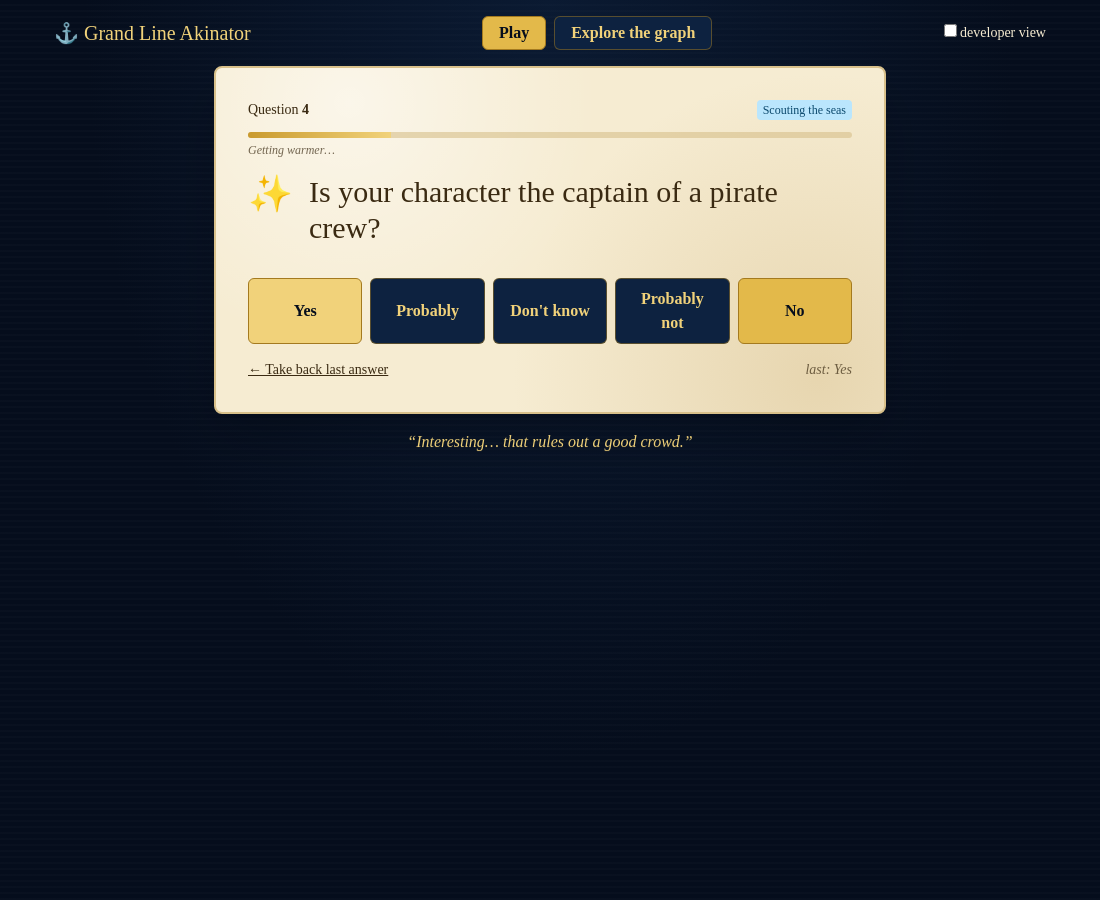 ⚓ Grand Line Akinator
Play
Explore the graph
developer view
Question 4
Scouting the seas
Getting warmer…
✨ Is your character the captain of a pirate
crew?
Yes
Probably
Don't know
Probably
not
No
← Take back last answer
last: Yes
“Interesting… that rules out a good crowd.”